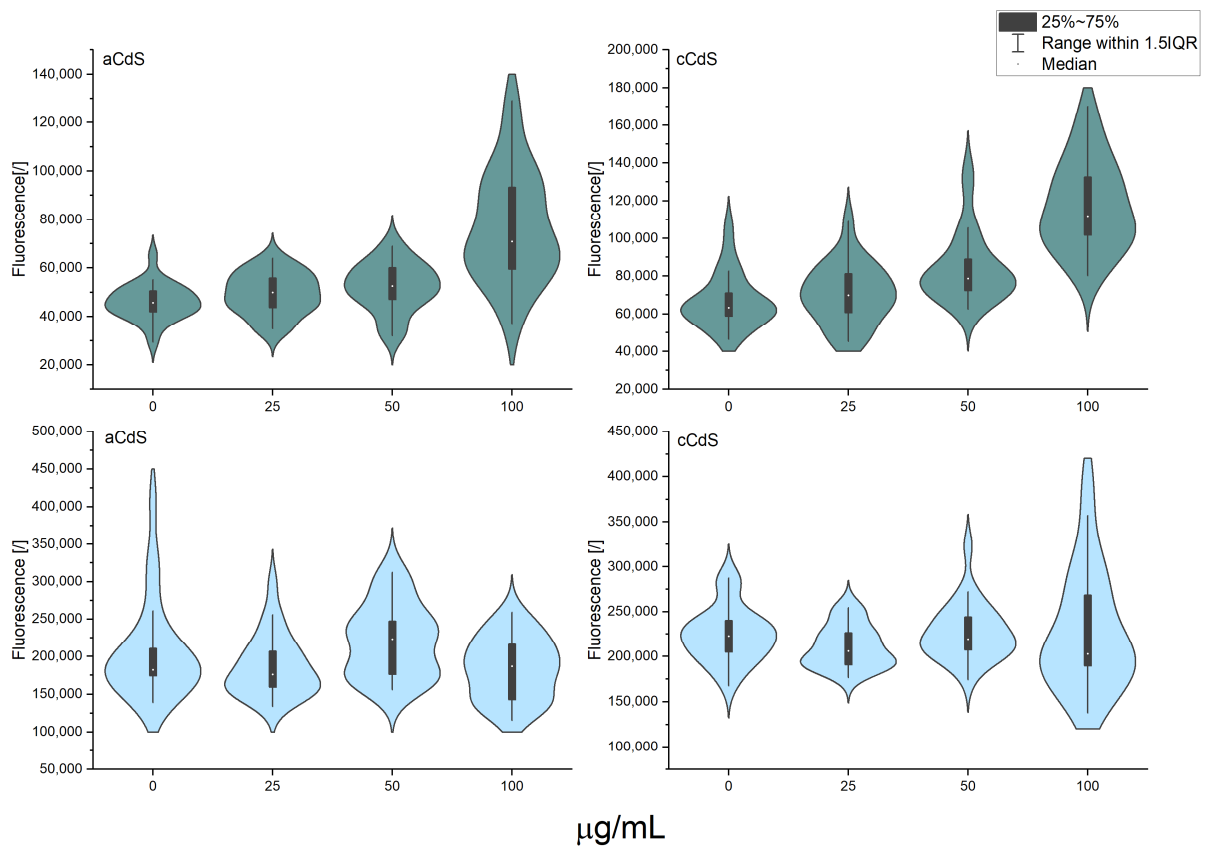 25%~75%
Range within 1.5IQR
Median
aCdS
140,000
120,000
100,000
80,000
60,000
40,000
20,000
Fluorescence[/]
0 25 50 100
cCdS
200,000
180,000
160,000
140,000
120,000
100,000
80,000
60,000
40,000
20,000
Fluorescence[/]
0 25 50 100
aCdS
500,000
450,000
400,000
350,000
300,000
250,000
200,000
150,000
100,000
50,000
Fluorescence [/]
0 25 50 100
cCdS
450,000
400,000
350,000
300,000
250,000
200,000
150,000
100,000
Fluorescence [/]
0 25 50 100
μg/mL